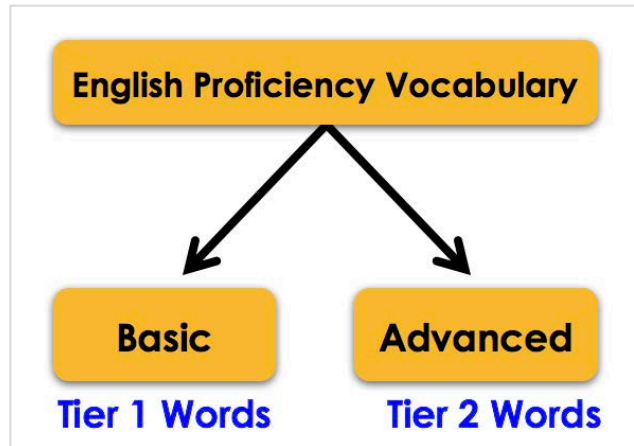 English Proficiency Vocabulary
Basic
Advanced
Tier 1 Words
Tier 2 Words